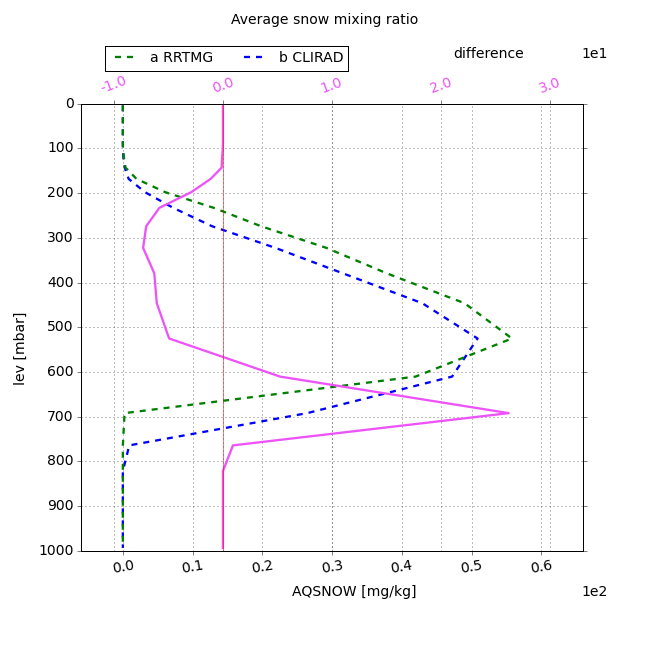 Average snow mixing ratio
a RRTMG b CLIRAD difference 1e1
-1.0 0.0 1.0 2.0 3.0
0
100
200
300
400
500
600
700
800
900
1000
lev [mbar]
0.0 0.1 0.2 0.3 0.4 0.5 0.6
AQSNOW [mg/kg] 1e2